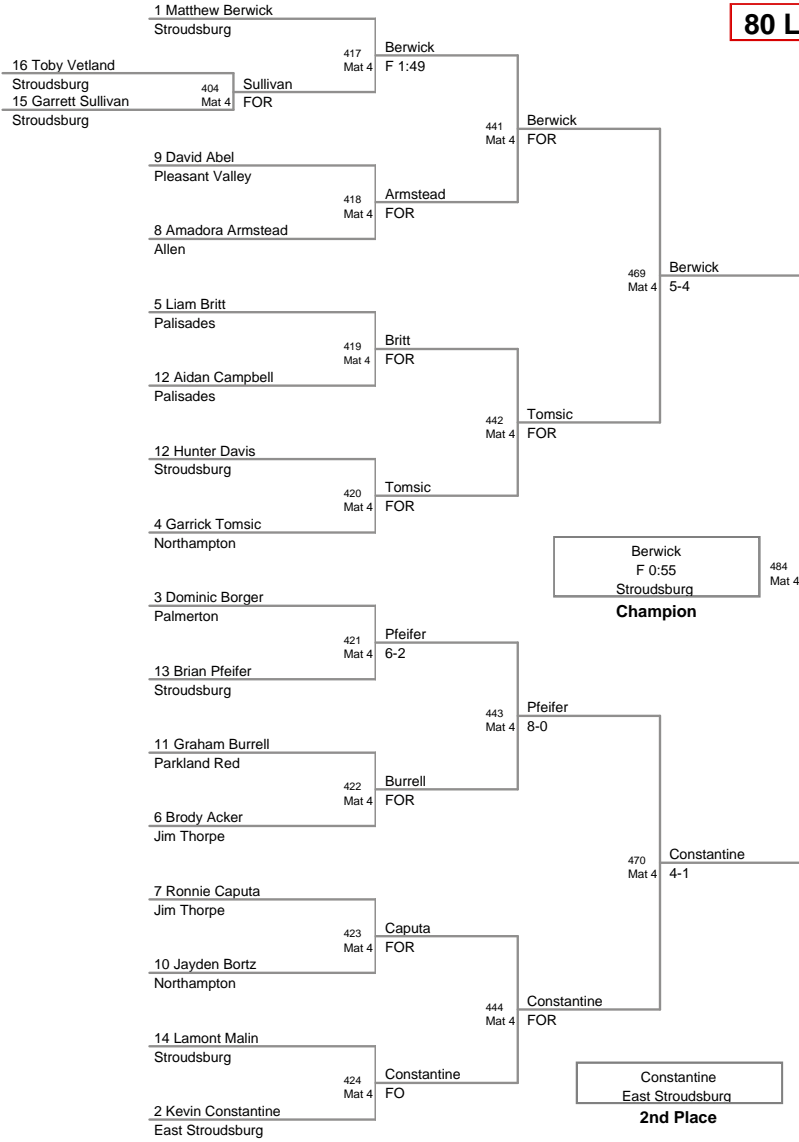 80 L
1 Matthew Berwick
Stroudsburg
417
Mat 4
Berwick
F 1:49
16 Toby Vetland
Stroudsburg
404
Mat 4
Sullivan
FOR
15 Garrett Sullivan
Stroudsburg
441
Mat 4
Berwick
FOR
9 David Abel
Pleasant Valley
418
Mat 4
Armstead
FOR
8 Amadora Armstead
Allen
469
Mat 4
Berwick
5-4
5 Liam Britt
Palisades
419
Mat 4
Britt
FOR
12 Aidan Campbell
Palisades
442
Mat 4
Tomsic
FOR
12 Hunter Davis
Stroudsburg
420
Mat 4
Tomsic
FOR
4 Garrick Tomsic
Northampton
Berwick
F 0:55
Stroudsburg
Champion
484
Mat 4
3 Dominic Borger
Palmerton
421
Mat 4
Pfeifer
6-2
13 Brian Pfeifer
Stroudsburg
443
Mat 4
Pfeifer
8-0
11 Graham Burrell
Parkland Red
422
Mat 4
Burrell
FOR
6 Brody Acker
Jim Thorpe
470
Mat 4
Constantine
4-1
7 Ronnie Caputa
Jim Thorpe
423
Mat 4
Caputa
FOR
10 Jayden Bortz
Northampton
444
Mat 4
Constantine
FOR
14 Lamont Malin
Stroudsburg
424
Mat 4
Constantine
FO
2 Kevin Constantine
East Stroudsburg
Constantine
East Stroudsburg
2nd Place